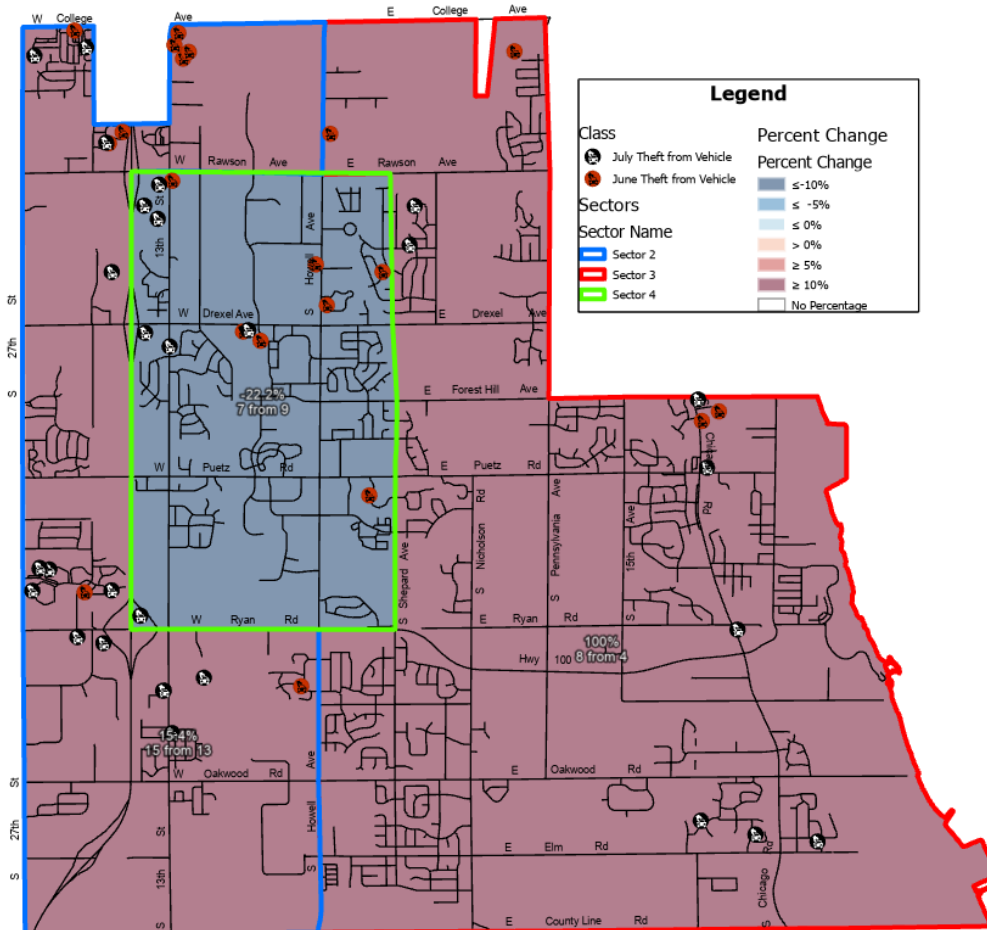 W College Ave
E College Ave
Legend
Class
July Theft from Vehicle
June Theft from Vehicle
Sectors
Sector Name
Sector 2
Sector 3
Sector 4
Percent Change
Percent Change
≤-10%
≤ -5%
≤ 0%
> 0%
≥ 5%
≥ 10%
No Percentage
W Rawson Ave
E Rawson Ave
S 13th St
S Howell Ave
S 27th St
W Drexel Ave
E Drexel Ave
-22.2%
7 from 9
E Forest Hill Ave
W Puetz Rd
E Puetz Rd
S Shepard Ave
S Nicholson Rd
S Pennsylvania Ave
S 15th Ave
Rd
W Ryan Rd
E Ryan Rd
Hwy 100
100%
8 from 4
15.4%
15 from 13
W Oakwood Rd
E Oakwood Rd
S 27th St
S 13th St
S Howell Ave
E Elm Rd
S Chicago Rd
E County Line Rd